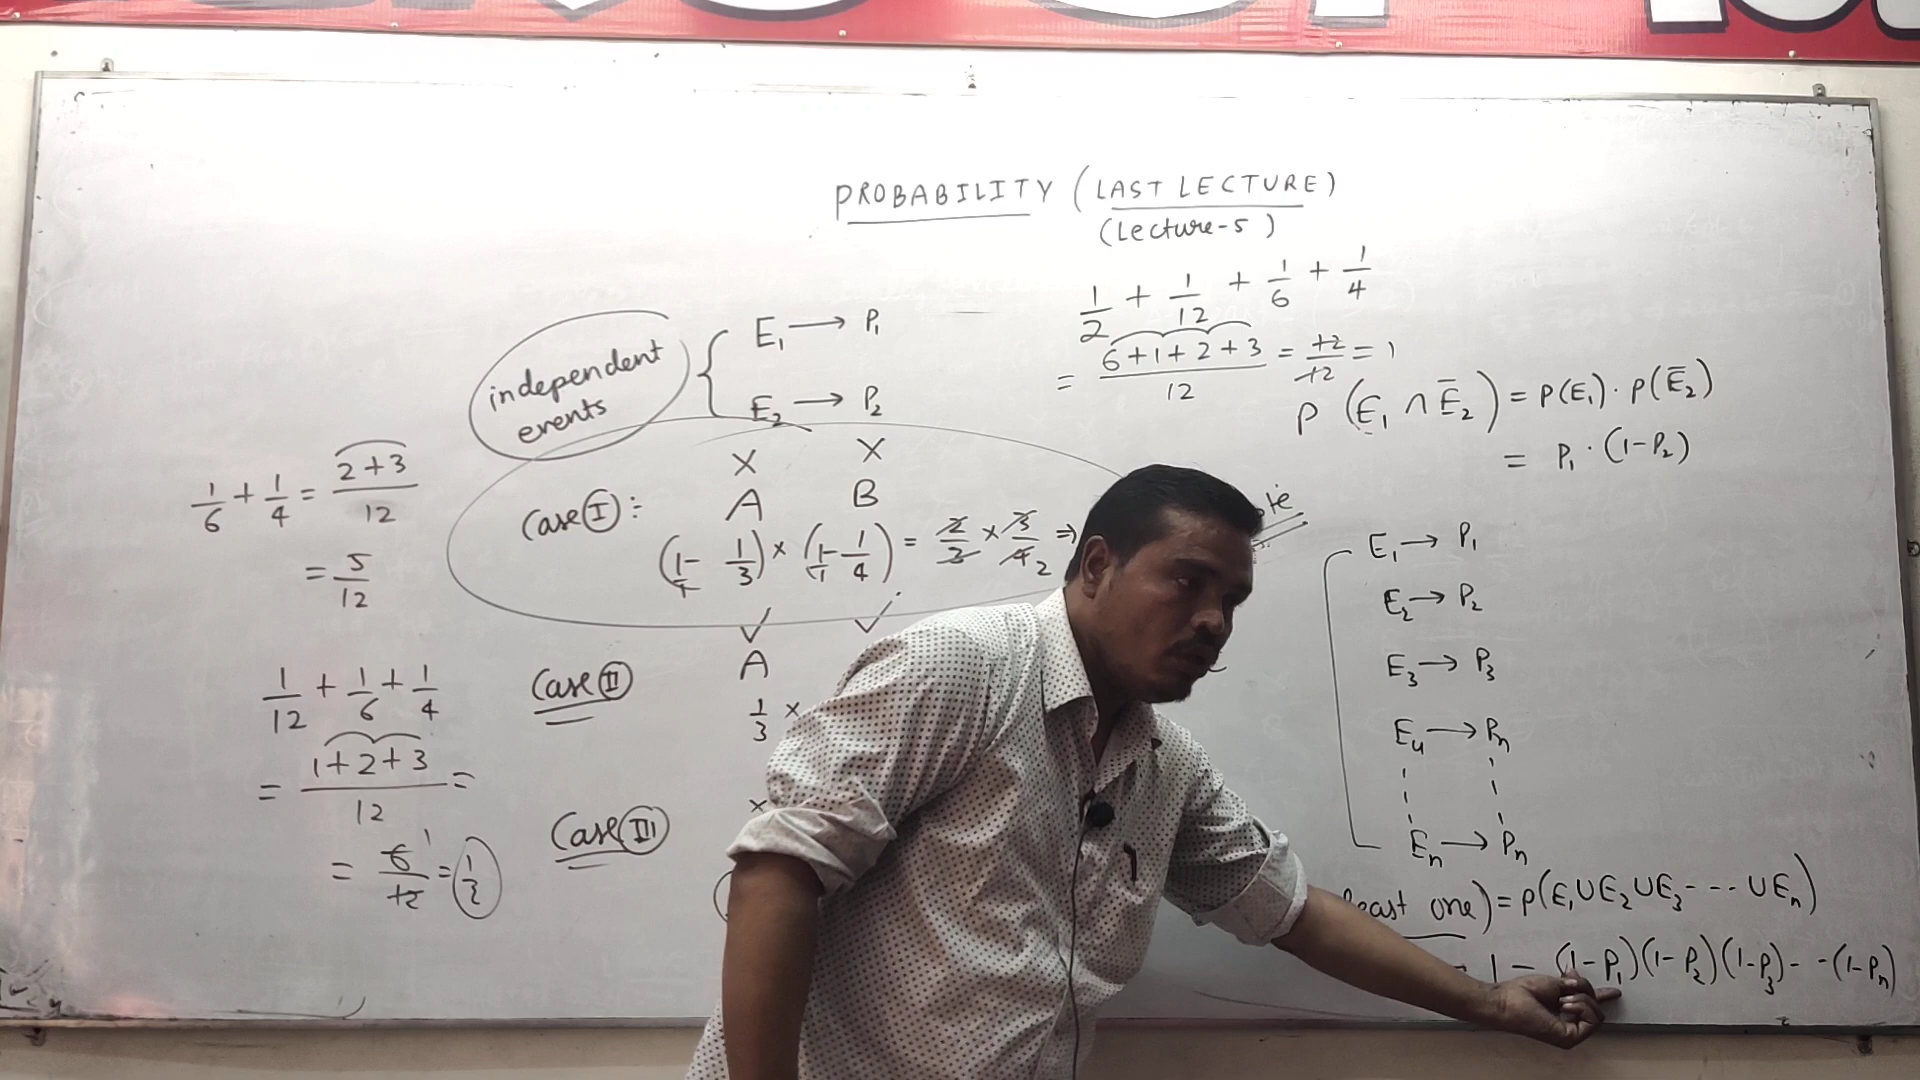 PROBABILITY (LAST LECTURE)
(Lecture-5)
independent events
E₁ → P₁
E₂ → P₂
1/2 + 1/12 + 1/6 + 1/4
= (6+1+2+3)/12 = 12/12 = 1
P(E₁ ∩ E̅₂) = P(E₁) · P(E̅₂)
= P₁ · (1-P₂)
1/6 + 1/4 = (2+3)/12
= 5/12
1/12 + 1/6 + 1/4
= (1+2+3)/12 =
= 6/12 = 1/2
X X
Case I : A B
(1/1 - 1/3) × (1/1 - 1/4) = 2/3 × 3/4 2 ⇒
✓ ✓
Case II A
1/3 ×
Case III ×
E₁ → P₁
E₂ → P₂
E₃ → P₃
E₄ → Pₙ
Eₙ → Pₙ
least one) = P(E₁∪E₂∪E₃---- ∪Eₙ)
1 - (1-P₁)(1-P₂)(1-P₃)- -(1-Pₙ)